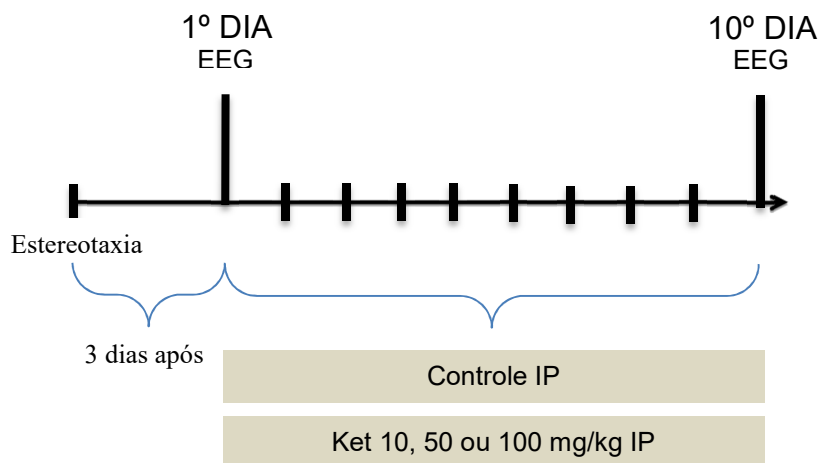 1º DIA
EEG
10º DIA
EEG
Estereotaxia
3 dias após
Controle IP
Ket 10, 50 ou 100 mg/kg IP